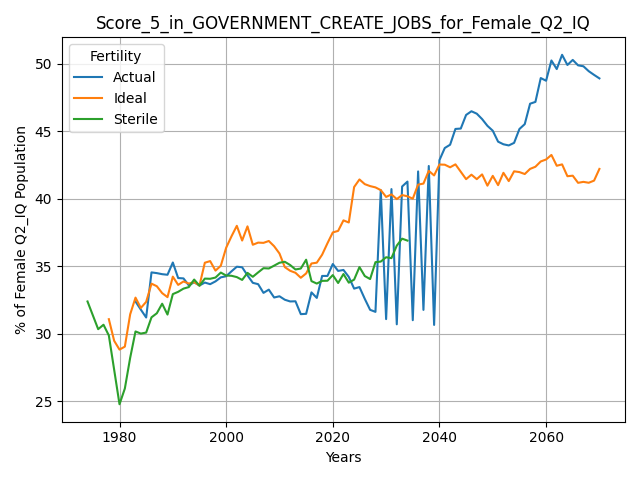 Score_5_in_GOVERNMENT_CREATE_JOBS_for_Female_Q2_IQ
Fertility
Actual
Ideal
Sterile
% of Female Q2_IQ Population
50
45
40
35
30
25
1980
2000
2020
2040
2060
Years